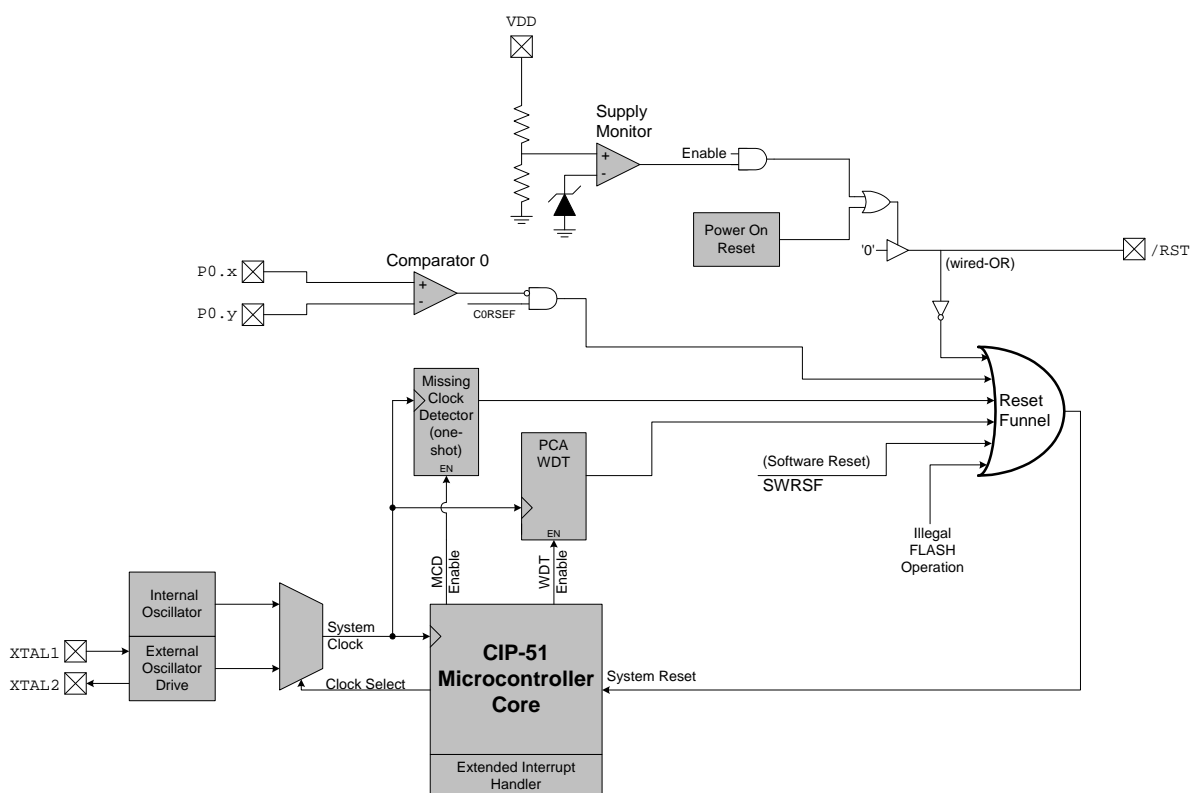 VDD
Supply
Monitor
+
-
Enable
Power On
Reset
'0'
/RST
(wired-OR)
P0.x
P0.y
Comparator 0
+
-
C0RSEF
Missing
Clock
Detector
(one-
shot)
EN
PCA
WDT
EN
(Software Reset)
SWRSF
Reset
Funnel
Illegal
FLASH
Operation
MCD
Enable
WDT
Enable
Internal
Oscillator
External
Oscillator
Drive
XTAL1
XTAL2
System
Clock
Clock Select
CIP-51
Microcontroller
Core
System Reset
Extended Interrupt
Handler